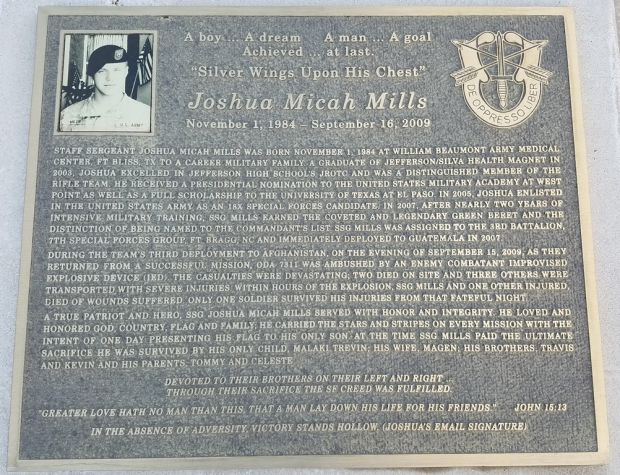 A boy ... A dream A man ... A goal
Achieved ... at last.
"Silver Wings Upon His Chest"
Joshua Micah Mills
November 1, 1984 – September 16, 2009
DE OPPRESSO LIBER
U.S. ARMY
STAFF SERGEANT JOSHUA MICAH MILLS WAS BORN NOVEMBER 1, 1984 AT WILLIAM BEAUMONT ARMY MEDICAL
CENTER, FT BLISS, TX TO A CAREER MILITARY FAMILY. A GRADUATE OF JEFFERSON/SILVA HEALTH MAGNET IN
2003, JOSHUA EXCELLED IN JEFFERSON HIGH SCHOOL'S JROTC AND WAS A DISTINGUISHED MEMBER OF THE
RIFLE TEAM. HE RECEIVED A PRESIDENTIAL NOMINATION TO THE UNITED STATES MILITARY ACADEMY AT WEST
POINT AS WELL AS A FULL SCHOLARSHIP TO THE UNIVERSITY OF TEXAS AT EL PASO. IN 2005, JOSHUA ENLISTED
IN THE UNITED STATES ARMY AS AN 18X SPECIAL FORCES CANDIDATE. IN 2007, AFTER NEARLY TWO YEARS OF
INTENSIVE MILITARY TRAINING, SSG MILLS EARNED THE COVETED AND LEGENDARY GREEN BERET AND THE
DISTINCTION OF BEING NAMED TO THE COMMANDANT'S LIST. SSG MILLS WAS ASSIGNED TO THE 3RD BATTALION,
7TH SPECIAL FORCES GROUP, FT. BRAGG, NC AND IMMEDIATELY DEPLOYED TO GUATEMALA IN 2007.
DURING THE TEAM'S THIRD DEPLOYMENT TO AFGHANISTAN, ON THE EVENING OF SEPTEMBER 15, 2009, AS THEY
RETURNED FROM A SUCCESSFUL MISSION, ODA 7311 WAS AMBUSHED BY AN ENEMY COMBATANT IMPROVISED
EXPLOSIVE DEVICE (IED). THE CASUALTIES WERE DEVASTATING; TWO DIED ON SITE AND THREE OTHERS WERE
TRANSPORTED WITH SEVERE INJURIES. WITHIN HOURS OF THE EXPLOSION, SSG MILLS AND ONE OTHER INJURED,
DIED OF WOUNDS SUFFERED. ONLY ONE SOLDIER SURVIVED HIS INJURIES FROM THAT FATEFUL NIGHT.
A TRUE PATRIOT AND HERO, SSG JOSHUA MICAH MILLS SERVED WITH HONOR AND INTEGRITY. HE LOVED AND
HONORED GOD, COUNTRY, FLAG AND FAMILY. HE CARRIED THE STARS AND STRIPES ON EVERY MISSION WITH THE
INTENT OF ONE DAY PRESENTING HIS FLAG TO HIS ONLY SON. AT THE TIME SSG MILLS PAID THE ULTIMATE
SACRIFICE HE WAS SURVIVED BY HIS ONLY CHILD, MALAKI TREVIN; HIS WIFE, MAGEN; HIS BROTHERS, TRAVIS
AND KEVIN AND HIS PARENTS, TOMMY AND CELESTE.
DEVOTED TO THEIR BROTHERS ON THEIR LEFT AND RIGHT ...
THROUGH THEIR SACRIFICE THE SF CREED WAS FULFILLED.
"GREATER LOVE HATH NO MAN THAN THIS, THAT A MAN LAY DOWN HIS LIFE FOR HIS FRIENDS." JOHN 15:13
IN THE ABSENCE OF ADVERSITY, VICTORY STANDS HOLLOW. (JOSHUA'S EMAIL SIGNATURE)